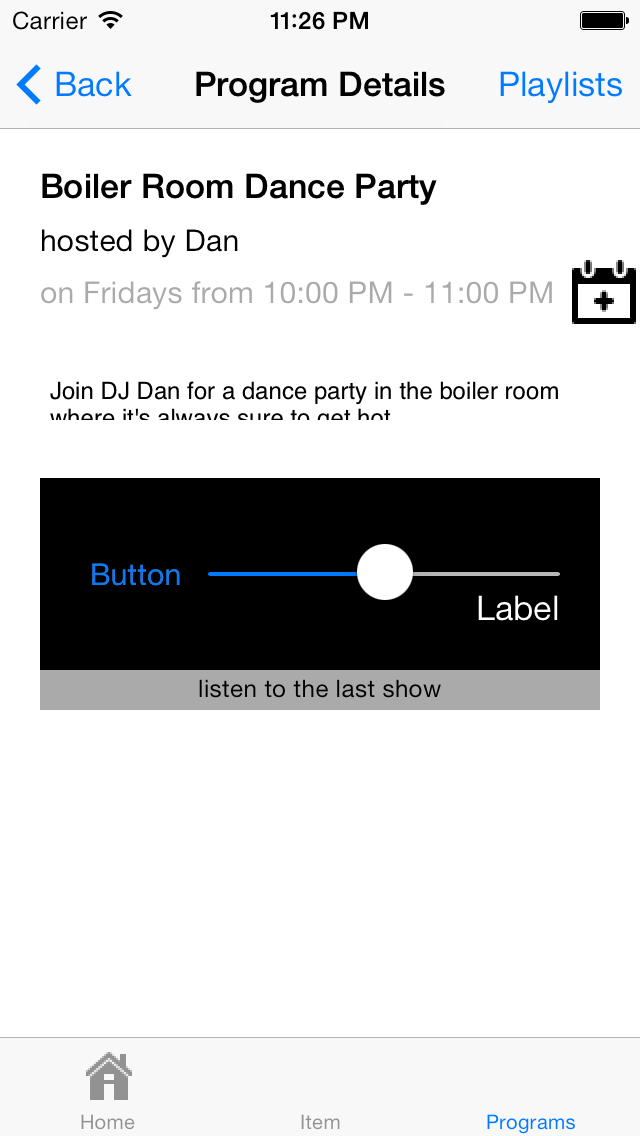 Carrier 11:26 PM
Back Program Details Playlists
Boiler Room Dance Party
hosted by Dan
on Fridays from 10:00 PM - 11:00 PM
Join DJ Dan for a dance party in the boiler room
where it's always sure to get hot
Button
Label
listen to the last show
Home Item Programs